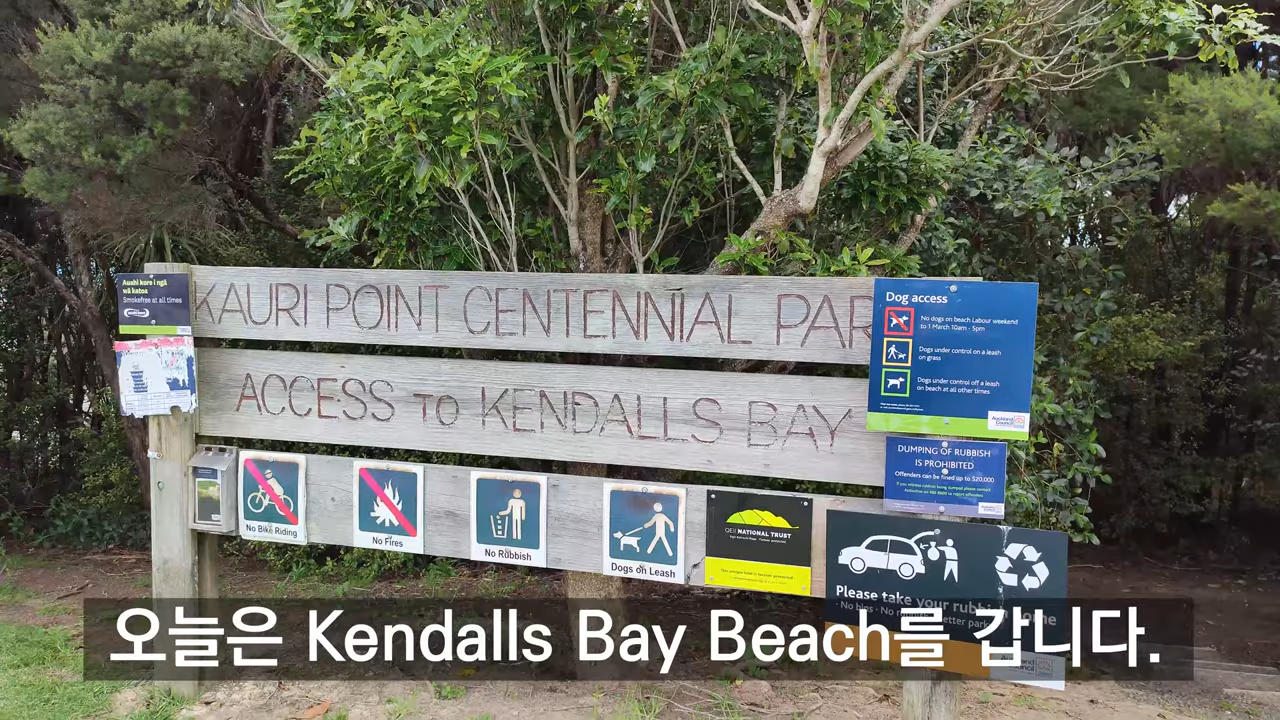 KAURI POINT CENTENNIAL PAR
ACCESS TO KENDALLS BAY
Auahi kore i ngā
wā katoa
Smokefree at all times
Dog access
No dogs on beach Labour weekend
to 1 March 10am - 5pm
Dogs under control on a leash
on grass
Dogs under control off a leash
on beach at all other times
Auckland
Council
DUMPING OF RUBBISH
IS PROHIBITED
Offenders can be fined up to $20,000
No Bike Riding
No Fires
No Rubbish
Dogs on Leash
QEII NATIONAL TRUST
Please take your rubbish home
No bins
오늘은 Kendalls Bay Beach를 갑니다.